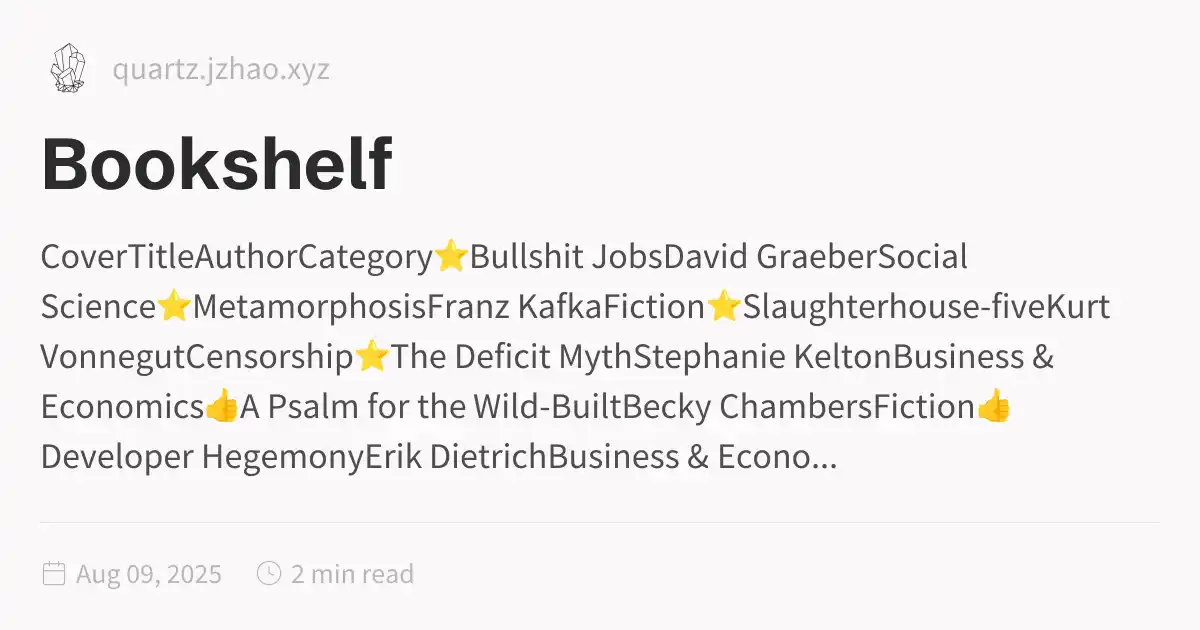 quartz.jzhao.xyz
Bookshelf
CoverTitleAuthorCategory⭐Bullshit JobsDavid GraeberSocial
Science⭐MetamorphosisFranz KafkaFiction⭐Slaughterhouse-fiveKurt
VonnegutCensorship⭐The Deficit MythStephanie KeltonBusiness &
Economics👍A Psalm for the Wild-BuiltBecky ChambersFiction👍
Developer HegemonyErik DietrichBusiness & Econo...
Aug 09, 2025 2 min read